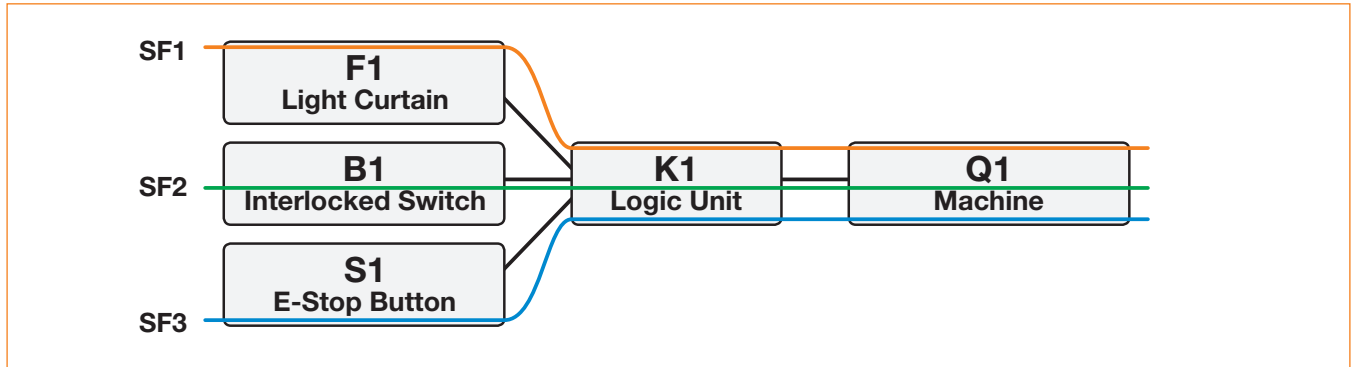 SF1
F1
Light Curtain
SF2
B1
Interlocked Switch
K1
Logic Unit
Q1
Machine
S1
E-Stop Button
SF3